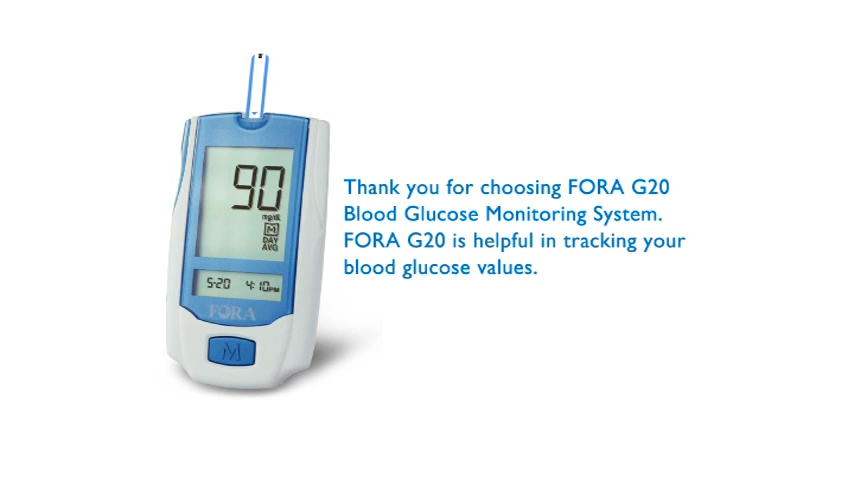 90
mg/dL
M
DAY
AVG
5-20 4:10PM
FORA
M
Thank you for choosing FORA G20
Blood Glucose Monitoring System.
FORA G20 is helpful in tracking your
blood glucose values.